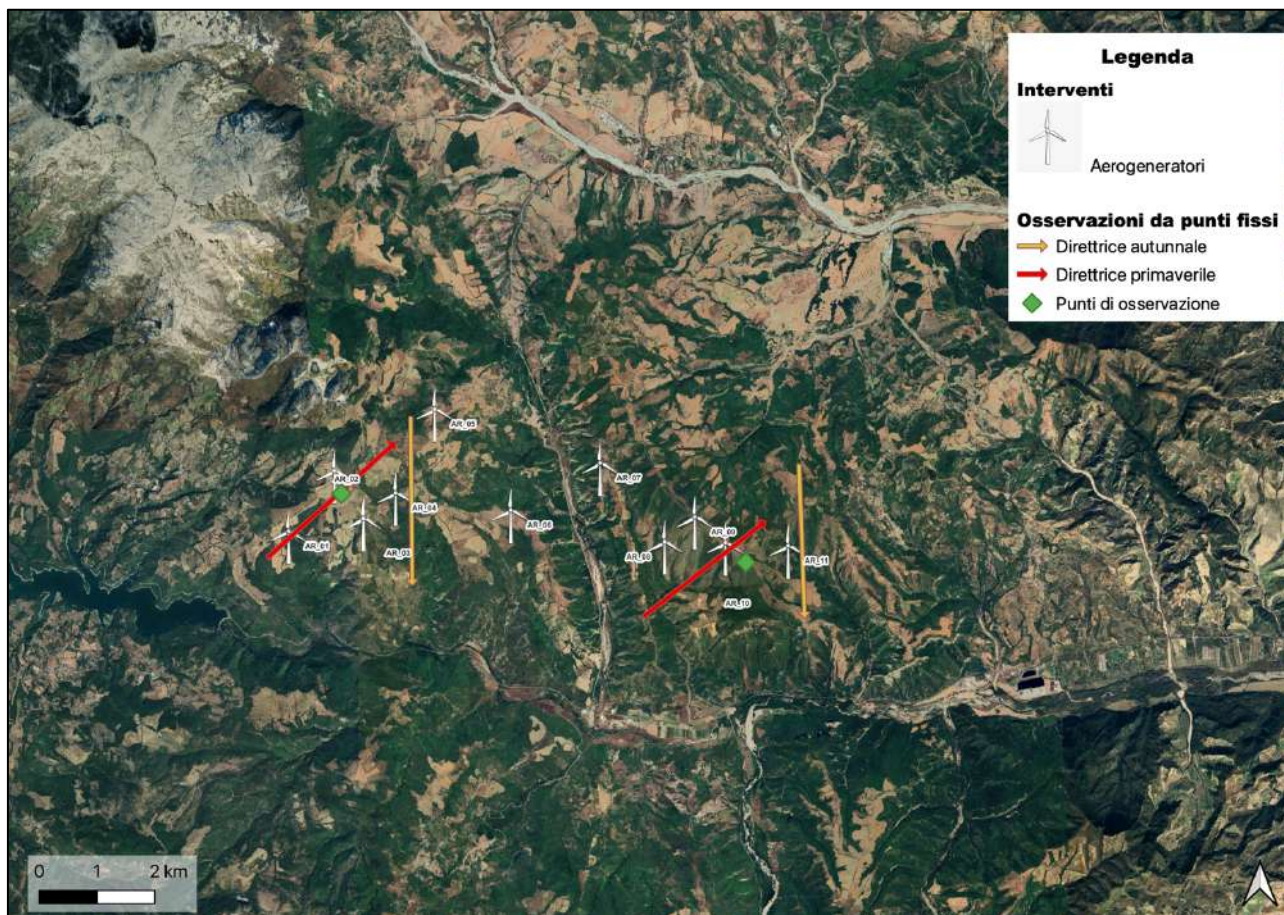 Legenda
Interventi
Aerogeneratori
Osservazioni da punti fissi
Direttrice autunnale
Direttrice primaverile
Punti di osservazione
AR_05
AR_02
AR_07
AR_04
AR_06
AR_01
AR_03
AR_09
AR_08
AR_11
AR_10
0 1 2 km